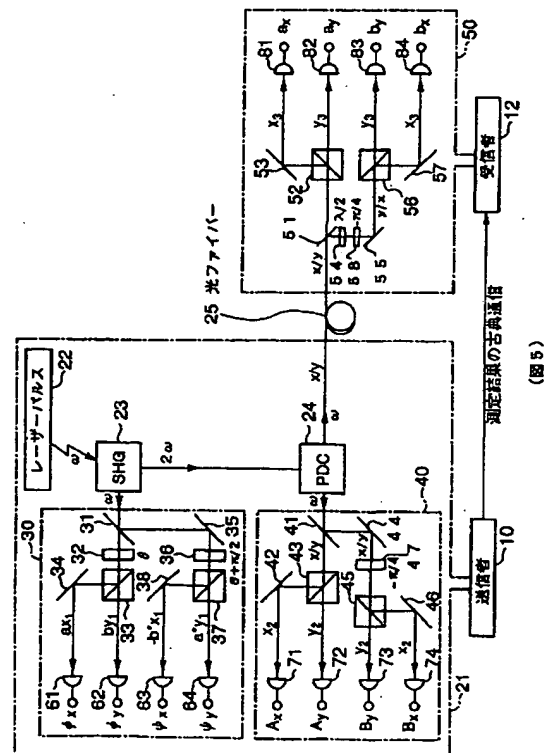 30
レーザーパルス
22
ω
SHG
23
34
32
31
ax₁
θ
by₁
33
38
36
35
-b*x₁
θ+π/2
a*y₁
37
61
φx
62
φy
63
ψx
64
ψy
2ω
24
PDC
ω
ω
x/y
25 光ファイバー
40
42
43
41
x/y
x₂
y₂
44
x/y
-π/4
47
45
y₂
x₂
46
71
Ax
72
Ay
73
By
74
Bx
21
送信者
10
測定結果の古典通信
受信者
12
50
53
52
51
x/y
λ/2
54
58
-π/4
55
y/x
56
57
x₃
y₃
y₃
x₃
81
ax
82
ay
83
by
84
bx
(図5)